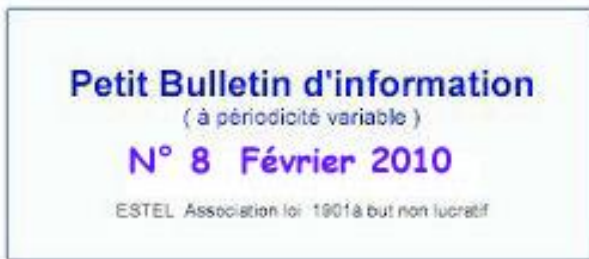 Petit Bulletin d'information
( à périodicité variable )
N° 8 Février 2010
ESTEL Association loi 1901à but non lucratif